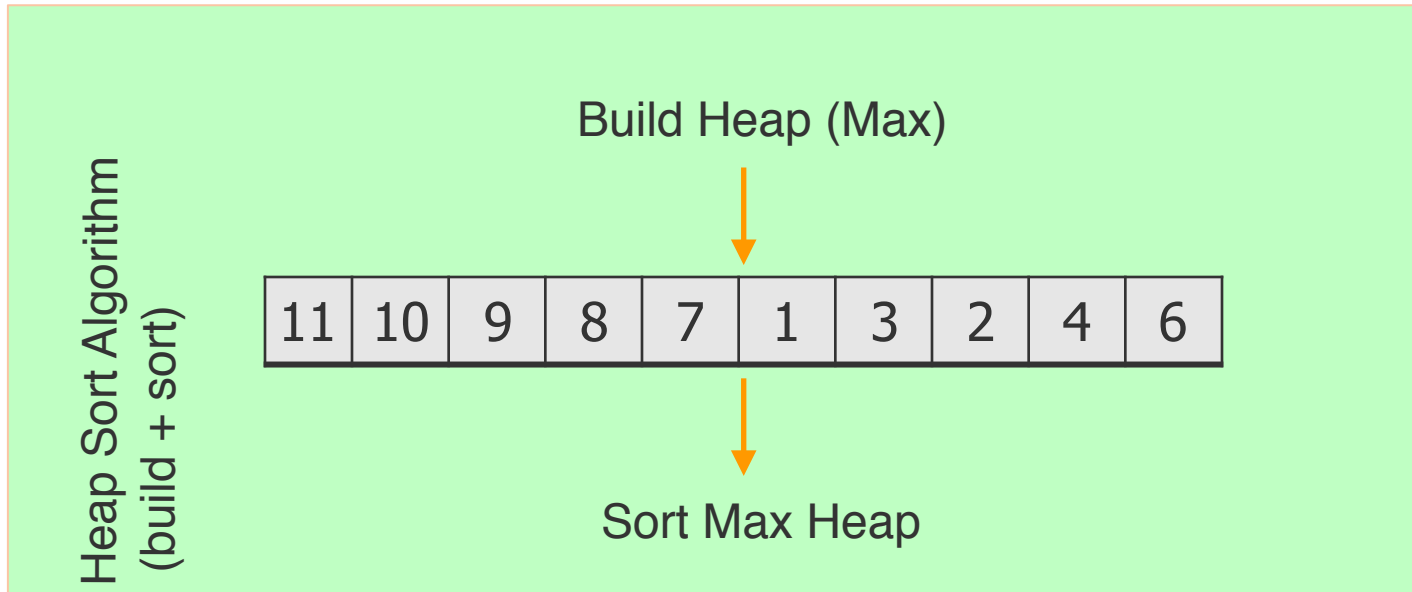 Build Heap (Max)
Heap Sort Algorithm
(build + sort)
11 10 9 8 7 1 3 2 4 6
Sort Max Heap